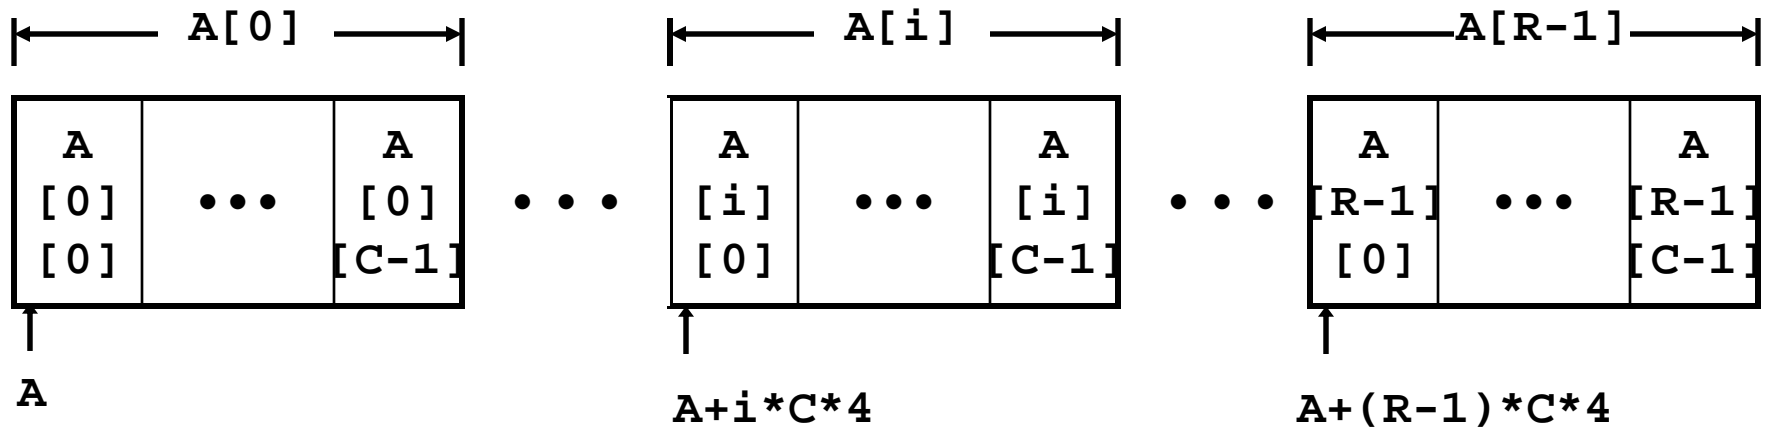 A[0] A[i] A[R-1]
A ••• A • • • A ••• A • • • A ••• A
[0] [0] [i] [i] [R-1] [R-1]
[0] [C-1] [0] [C-1] [0] [C-1]
A A+i*C*4 A+(R-1)*C*4